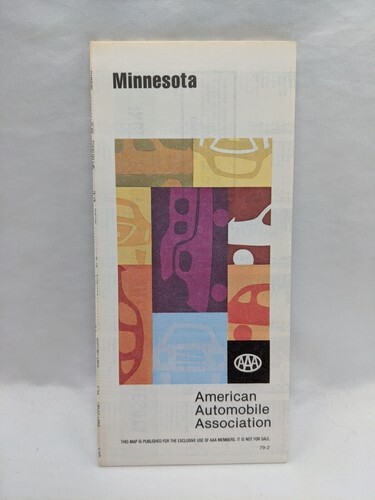 Minnesota
AAA
American
Automobile
Association
THIS MAP IS PUBLISHED FOR THE EXCLUSIVE USE OF AAA MEMBERS. IT IS NOT FOR SALE.
79-2